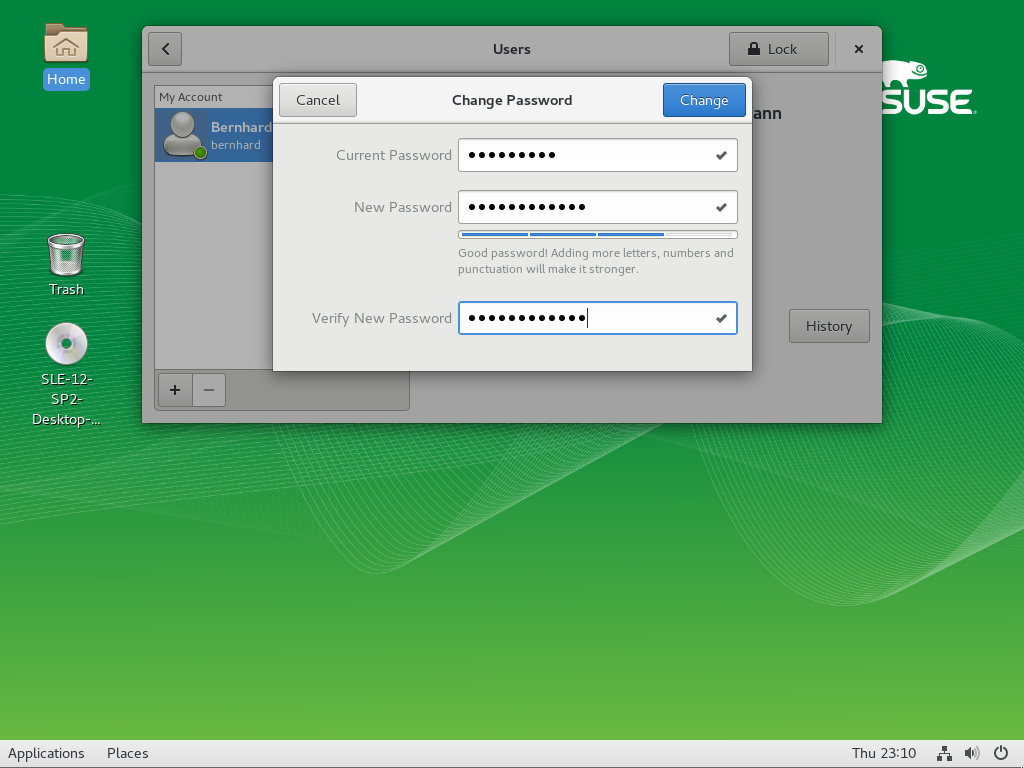 Home
Users
Lock
SUSE
My Account
Cancel
Change Password
Change
ann
Bernhard
bernhard
Current Password
New Password
Good password! Adding more letters, numbers and
punctuation will make it stronger.
Trash
Verify New Password
History
SLE-12-
SP2-
Desktop-...
Applications
Places
Thu 23:10